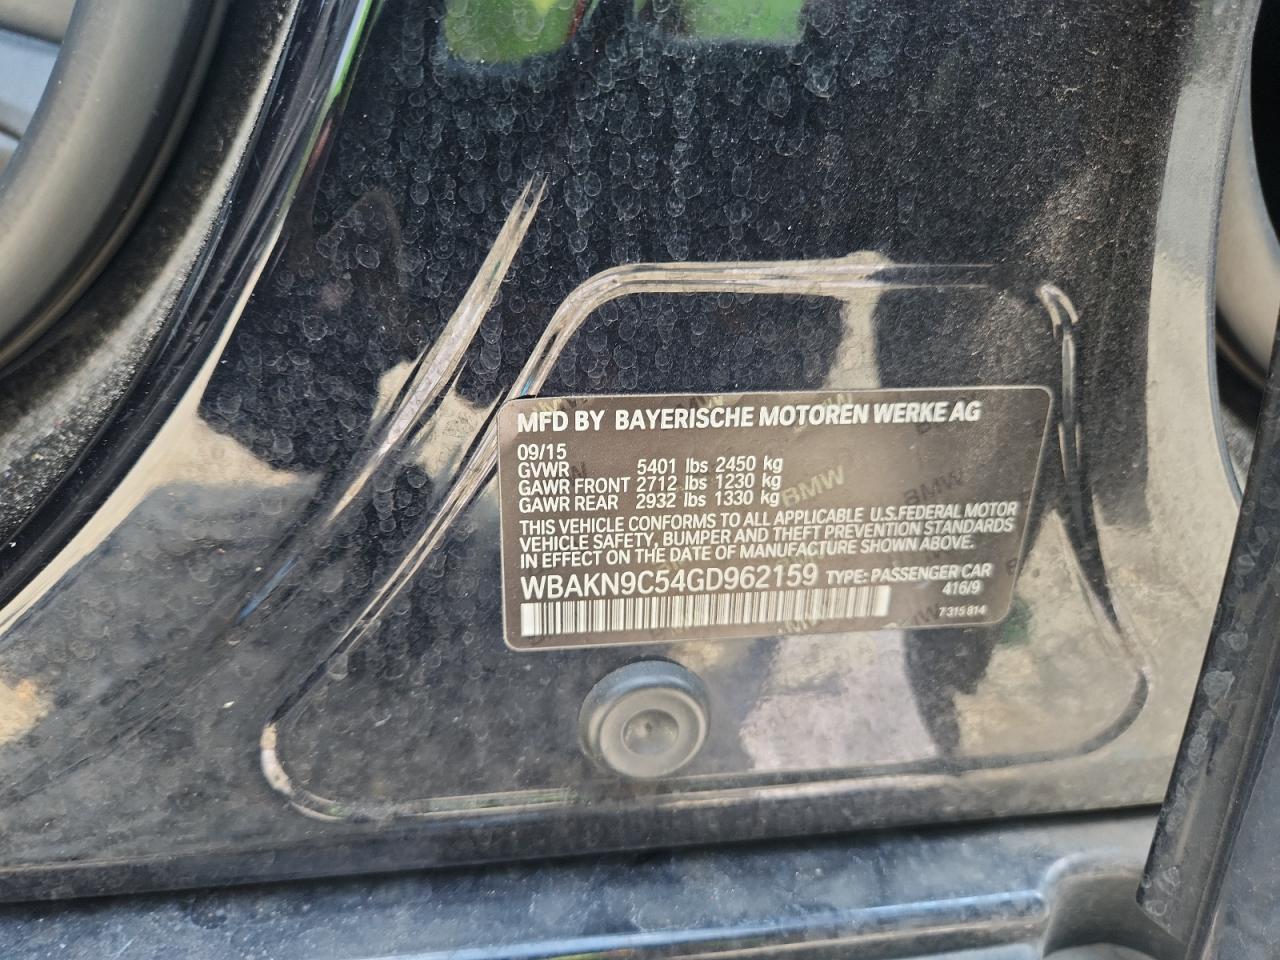 MFD BY BAYERISCHE MOTOREN WERKE AG
09/15
GVWR 5401 lbs 2450 kg
GAWR FRONT 2712 lbs 1230 kg
GAWR REAR 2932 lbs 1330 kg
THIS VEHICLE CONFORMS TO ALL APPLICABLE U.S.FEDERAL MOTOR
VEHICLE SAFETY, BUMPER AND THEFT PREVENTION STANDARDS
IN EFFECT ON THE DATE OF MANUFACTURE SHOWN ABOVE.
WBAKN9C54GD962159 TYPE: PASSENGER CAR
416/9
7 315 814